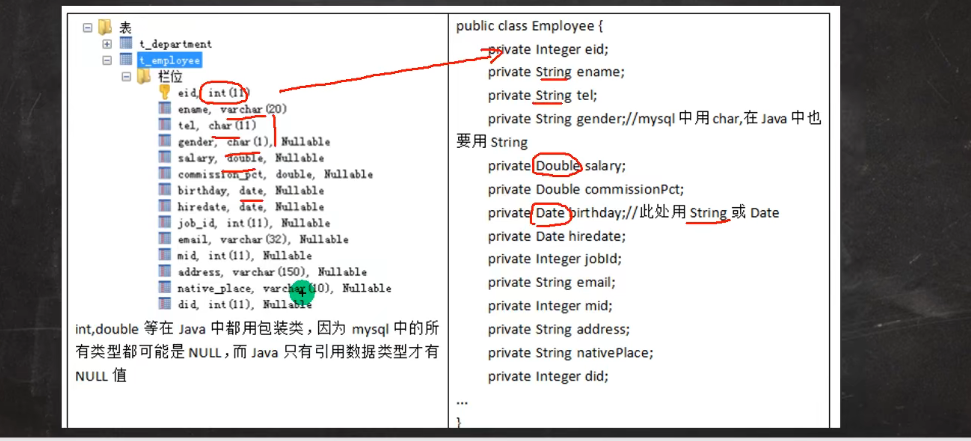 表
t_department
t_employee
栏位
eid, int(11)
ename, varchar(20)
tel, char(11)
gender, char(1), Nullable
salary, double, Nullable
commission_pct, double, Nullable
birthday, date, Nullable
hiredate, date, Nullable
job_id, int(11), Nullable
email, varchar(32), Nullable
mid, int(11), Nullable
address, varchar(150), Nullable
native_place, varchar(10), Nullable
did, int(11), Nullable
int,double 等在 Java 中都用包装类，因为 mysql 中的所
有类型都可能是 NULL，而 Java 只有引用数据类型才有
NULL 值
public class Employee {
private Integer eid;
private String ename;
private String tel;
private String gender;//mysql 中用 char,在 Java 中也
要用 String
private Double salary;
private Double commissionPct;
private Date birthday;//此处用 String 或 Date
private Date hiredate;
private Integer jobId;
private String email;
private Integer mid;
private String address;
private String nativePlace;
private Integer did;
...
}